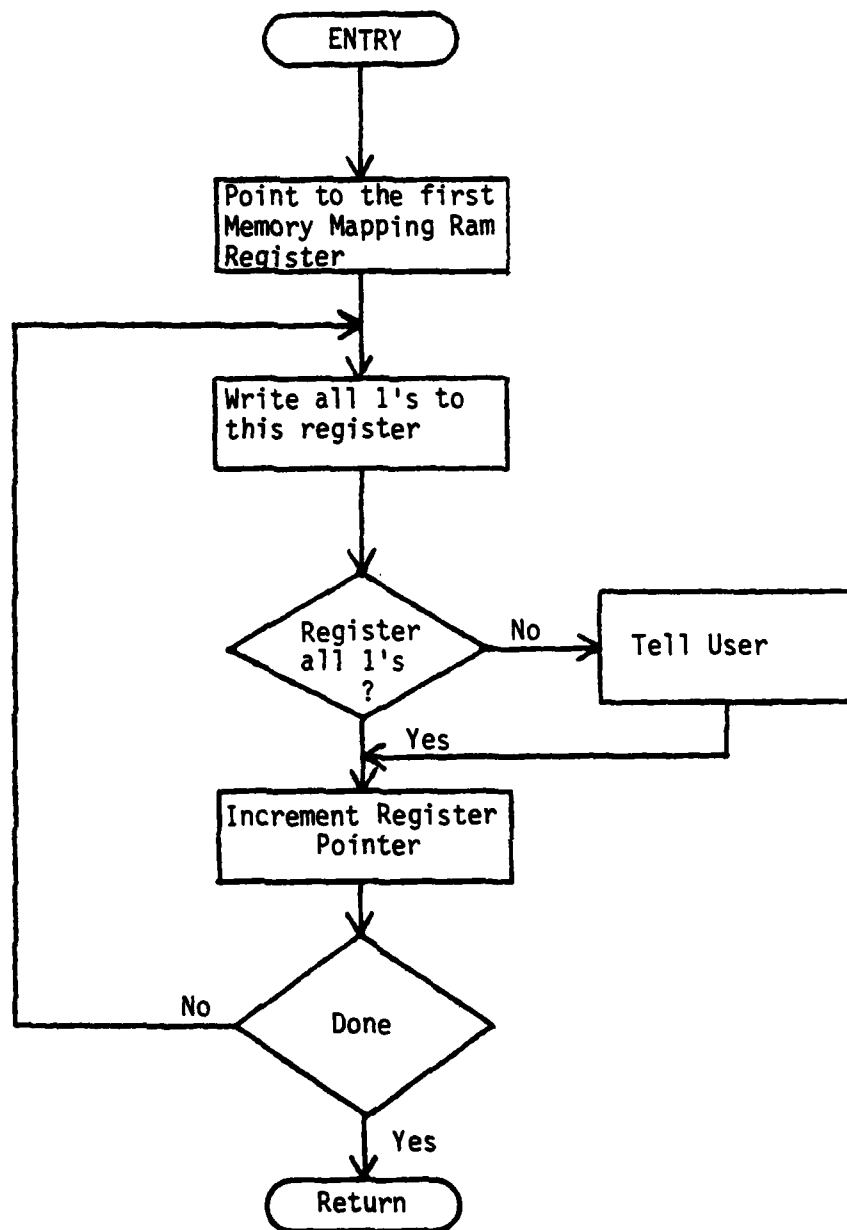 ENTRY
Point to the first
Memory Mapping Ram
Register
Write all 1's to
this register
Register
all 1's
?
No
Tell User
Yes
Increment Register
Pointer
No
Done
Yes
Return